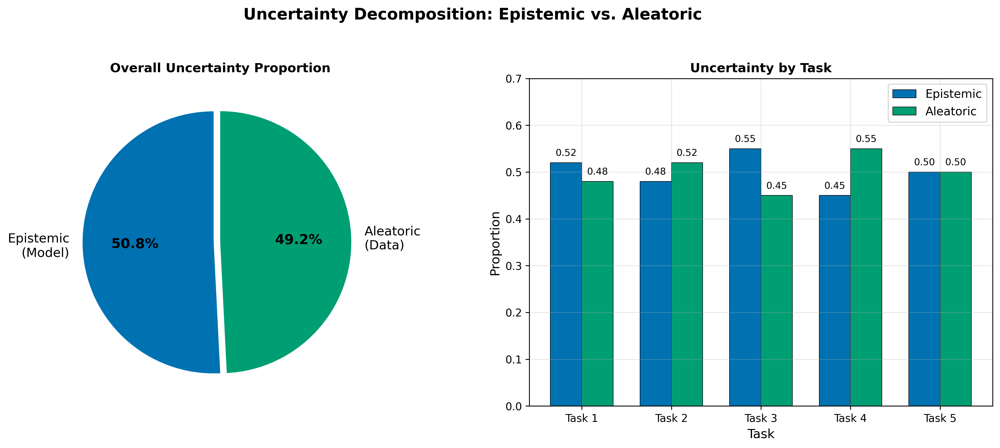 Uncertainty Decomposition: Epistemic vs. Aleatoric
Overall Uncertainty Proportion
Epistemic
(Model)
50.8%
49.2%
Aleatoric
(Data)
Uncertainty by Task
Proportion
0.7
0.6
0.5
0.4
0.3
0.2
0.1
0.0
Epistemic
Aleatoric
0.52
0.48
0.48
0.52
0.55
0.45
0.45
0.55
0.50
0.50
Task 1
Task 2
Task 3
Task 4
Task 5
Task